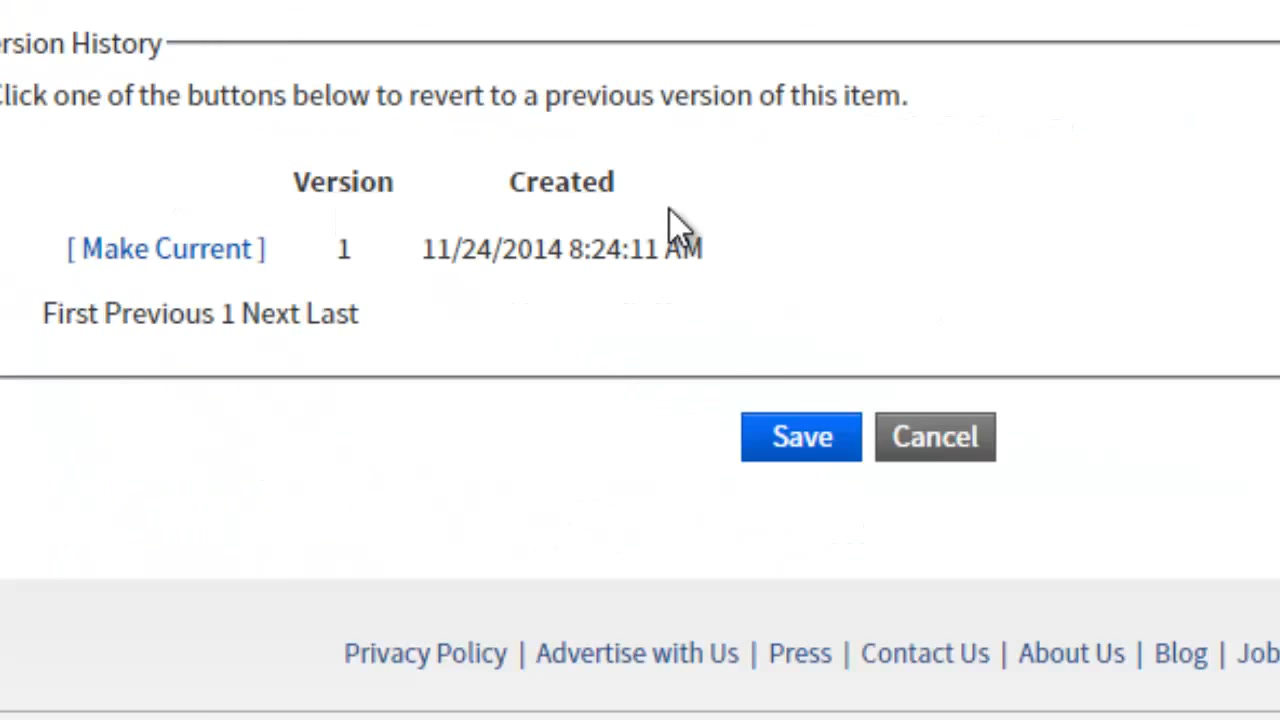 rsion History
Click one of the buttons below to revert to a previous version of this item.
Version Created
[ Make Current ] 1 11/24/2014 8:24:11 AM
First Previous 1 Next Last
Save Cancel
Privacy Policy | Advertise with Us | Press | Contact Us | About Us | Blog | Job